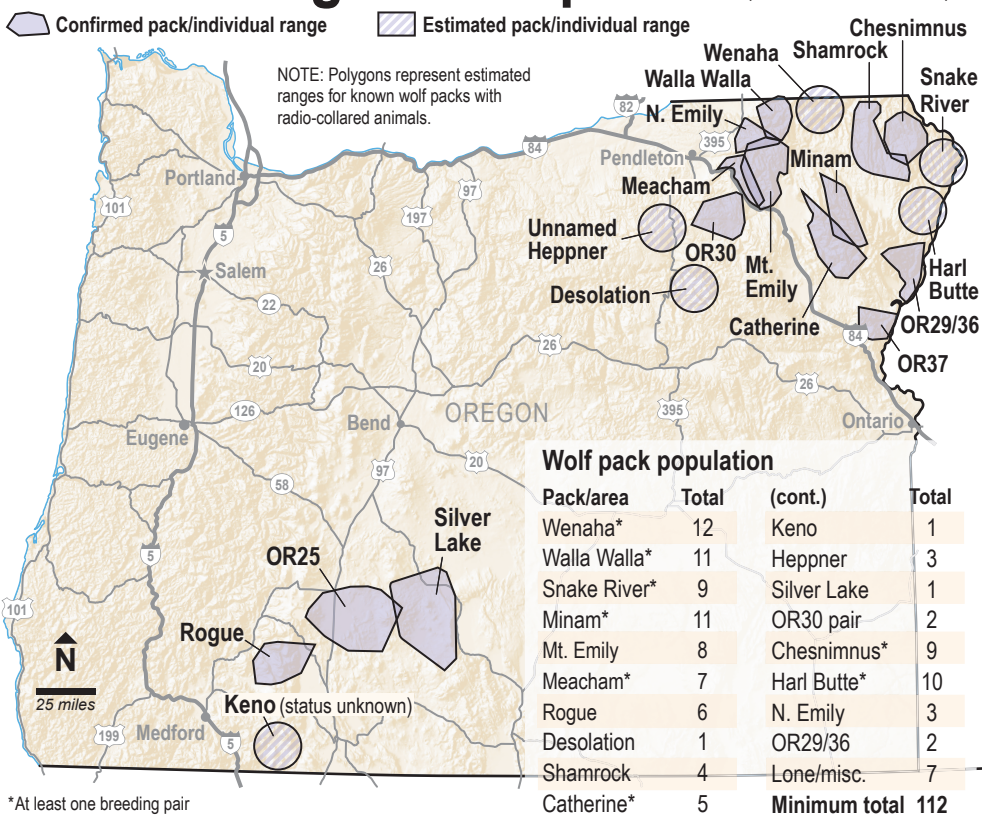 Confirmed pack/individual range
Estimated pack/individual range
NOTE: Polygons represent estimated
ranges for known wolf packs with
radio-collared animals.
Chesnimnus
Wenaha
Shamrock
Walla Walla
Snake
River
N. Emily
82
395
84
Pendleton
Minam
Portland
Meacham
97
101
197
Unnamed
Heppner
5
OR30
Mt.
Emily
Harl
Butte
Salem
26
Desolation
22
Catherine
OR29/36
84
OR37
26
20
26
126
OREGON
395
Bend
Ontario
Eugene
97
20
58
Silver
Lake
5
OR25
101
Rogue
N
25 miles
Keno (status unknown)
199
Medford
5
Wolf pack population
Pack/area Total (cont.) Total
Wenaha* 12 Keno 1
Walla Walla* 11 Heppner 3
Snake River* 9 Silver Lake 1
Minam* 11 OR30 pair 2
Mt. Emily 8 Chesnimnus* 9
Meacham* 7 Harl Butte* 10
Rogue 6 N. Emily 3
Desolation 1 OR29/36 2
Shamrock 4 Lone/misc. 7
Catherine* 5 Minimum total 112
*At least one breeding pair